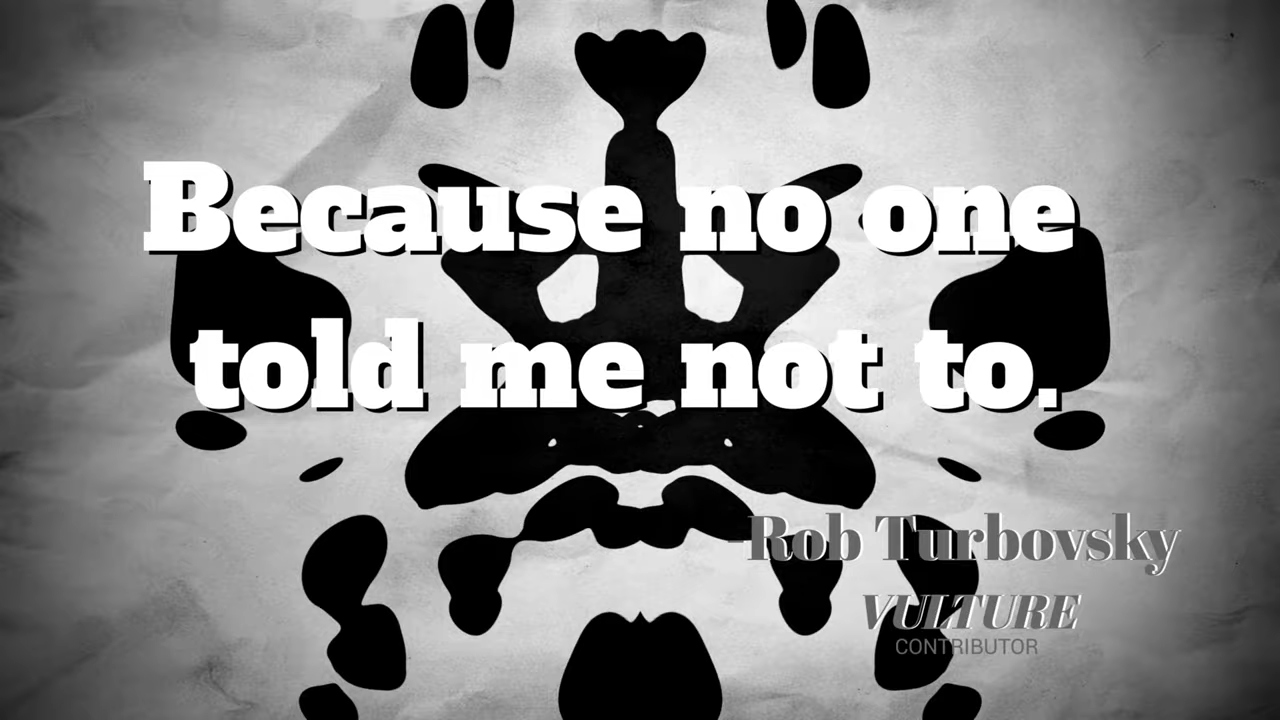 Because no one
told me not to.
-Rob Turbovsky
VULTURE
CONTRIBUTOR